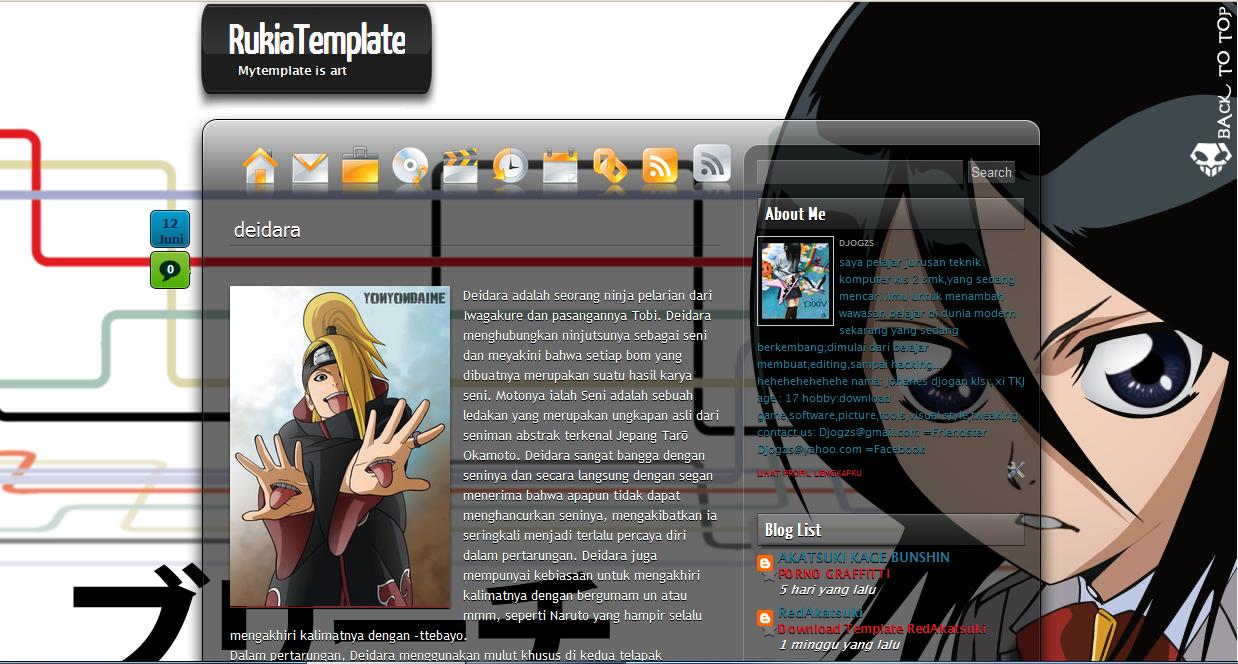 RukiaTemplate
Mytemplate is art
BACK TO TOP
Search
12
Juni
0
deidara
YONYONDAIME
Deidara adalah seorang ninja pelarian dari
Iwagakure dan pasangannya Tobi. Deidara
menghubungkan ninjutsunya sebagai seni
dan meyakini bahwa setiap bom yang
dibuatnya merupakan suatu hasil karya
seni. Motonya ialah Seni adalah sebuah
ledakan yang merupakan ungkapan asli dari
seniman abstrak terkenal Jepang Tarō
Okamoto. Deidara sangat bangga dengan
seninya dan secara langsung dengan segan
menerima bahwa apapun tidak dapat
menghancurkan seninya, mengakibatkan ia
seringkali menjadi terlalu percaya diri
dalam pertarungan. Deidara juga
mempunyai kebiasaan untuk mengakhiri
kalimatnya dengan bergumam un atau
mmm, seperti Naruto yang hampir selalu
mengakhiri kalimatnya dengan -ttebayo.
Dalam pertarungan, Deidara menggunakan mulut khusus di kedua telapak
About Me
DJOGZS
pixiv
saya pelajar jurusan teknik
komputer kls 2 smk,yang sedang
mencari ilmu untuk menambah
wawasan belajar di dunia modern
sekarang yang sedang
berkembang,dimulai dari belajar
membuat,editing,sampai hacking...
hehehehehehehe nama: johanes djogan kls : xi TKJ
age : 17 hobby:download
game,software,picture,tools,visual style,tweaking,
contact us: Djogzs@gmail.com =Friendster
Djogzs@yahoo.com =Facebook
LIHAT PROFIL LENGKAPKU
Blog List
AKATSUKI KAGE BUNSHIN
PORNO GRAFFITTI
5 hari yang lalu
RedAkatsuki
Download Template RedAkatsuki
1 minggu yang lalu
ブリーチ